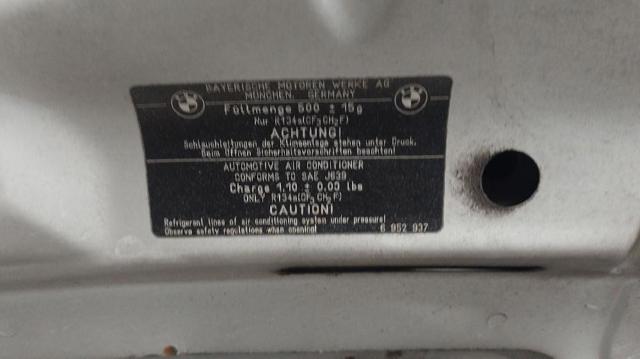 BAYERISCHE MOTOREN WERKE AG
MÜNCHEN, GERMANY
Füllmenge 500 ± 15g
Nur R134a(CF₃CH₂F)
ACHTUNG!
Schlauchleitungen der Klimaanlage stehen unter Druck.
Beim Öffnen Sicherheitsvorschriften beachten!
AUTOMOTIVE AIR CONDITIONER
CONFORMS TO SAE J639
Charge 1.10 ± 0.03 lbs
ONLY R134a(CF₃CH₂F)
CAUTION!
Refrigerant lines of air conditioning system under pressure!
Observe safety regulations when opening!
6 952 937